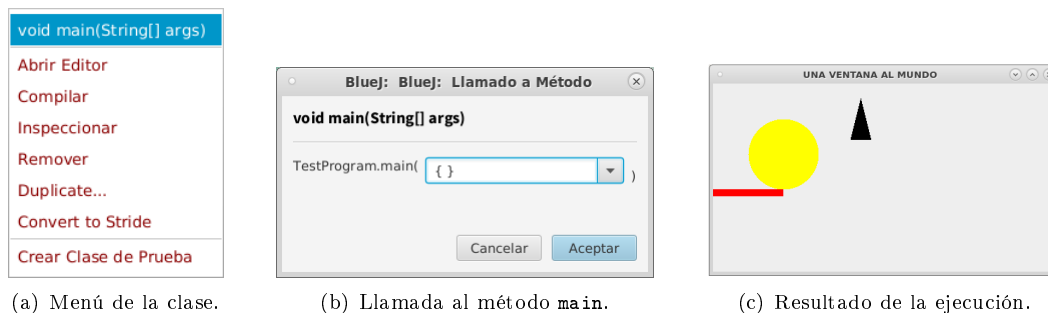 void main(String[] args)
Abrir Editor
Compilar
Inspeccionar
Remover
Duplicate...
Convert to Stride
Crear Clase de Prueba
(a) Menú de la clase.
BlueJ: BlueJ: Llamado a Método
void main(String[] args)
TestProgram.main( { } )
Cancelar
Aceptar
(b) Llamada al método main.
UNA VENTANA AL MUNDO
(c) Resultado de la ejecución.